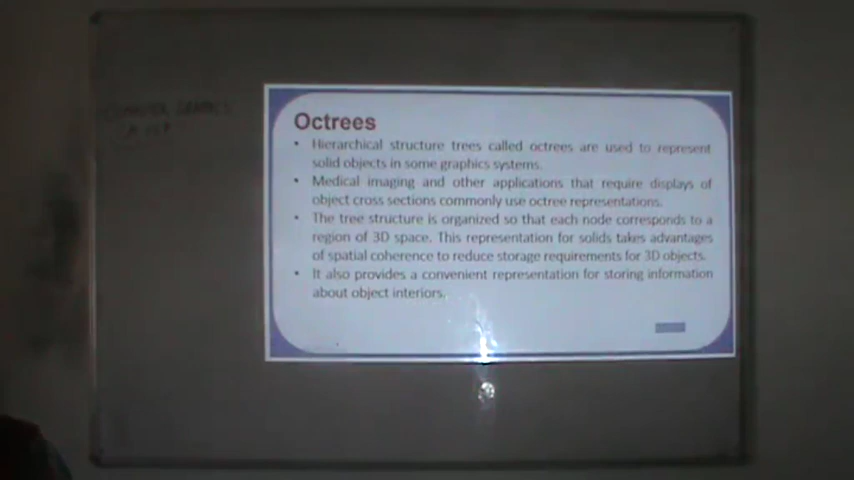 COMPUTER GRAPHICS
Octrees
• Hierarchical structure trees called octrees are used to represent
solid objects in some graphics systems.
• Medical imaging and other applications that require displays of
object cross sections commonly use octree representations.
• The tree structure is organized so that each node corresponds to a
region of 3D space. This representation for solids takes advantages
of spatial coherence to reduce storage requirements for 3D objects.
• It also provides a convenient representation for storing information
about object interiors.